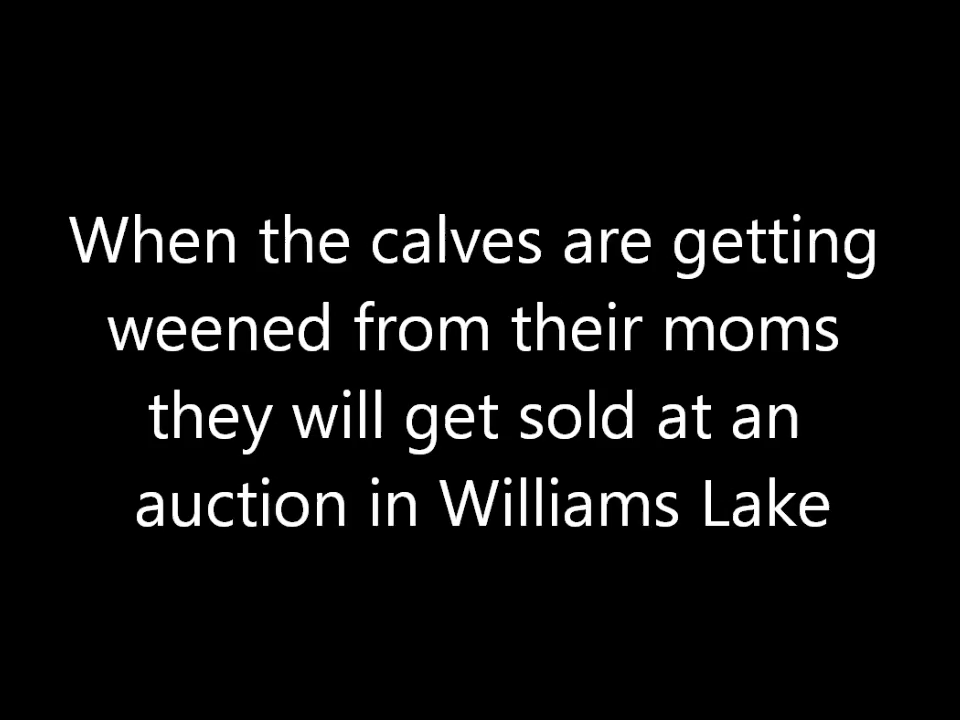 When the calves are getting
weened from their moms
they will get sold at an
auction in Williams Lake